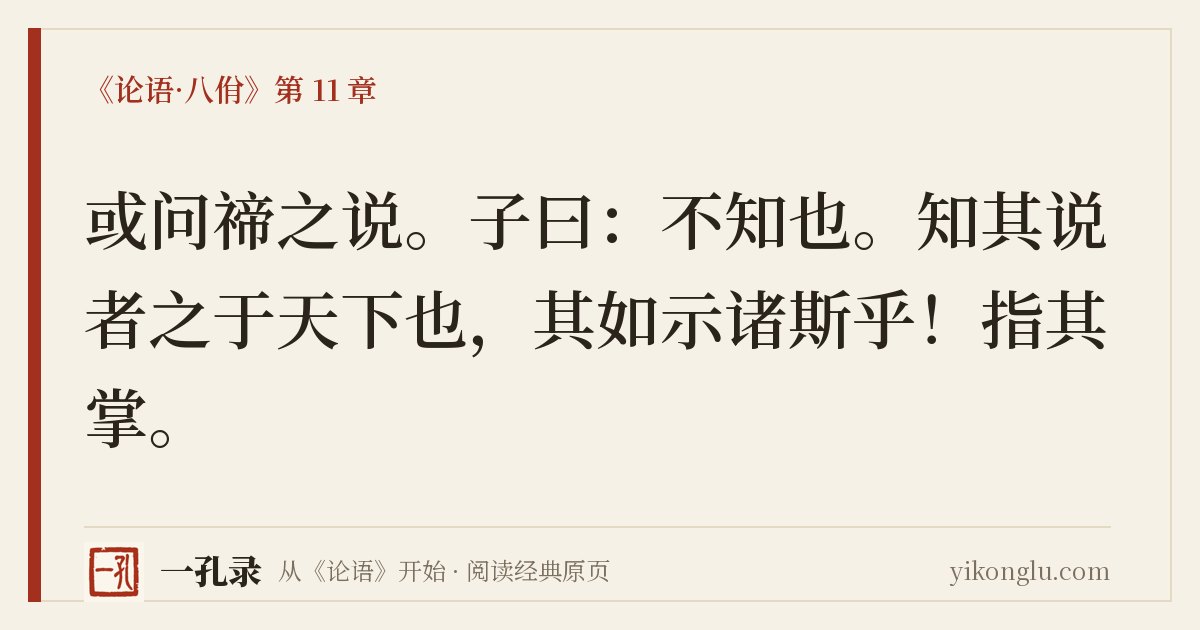 《论语·八佾》第 11 章
或问禘之说。子曰：不知也。知其说
者之于天下也，其如示诸斯乎！指其
掌。
一孔
一孔录 从《论语》开始 · 阅读经典原页 yikonglu.com